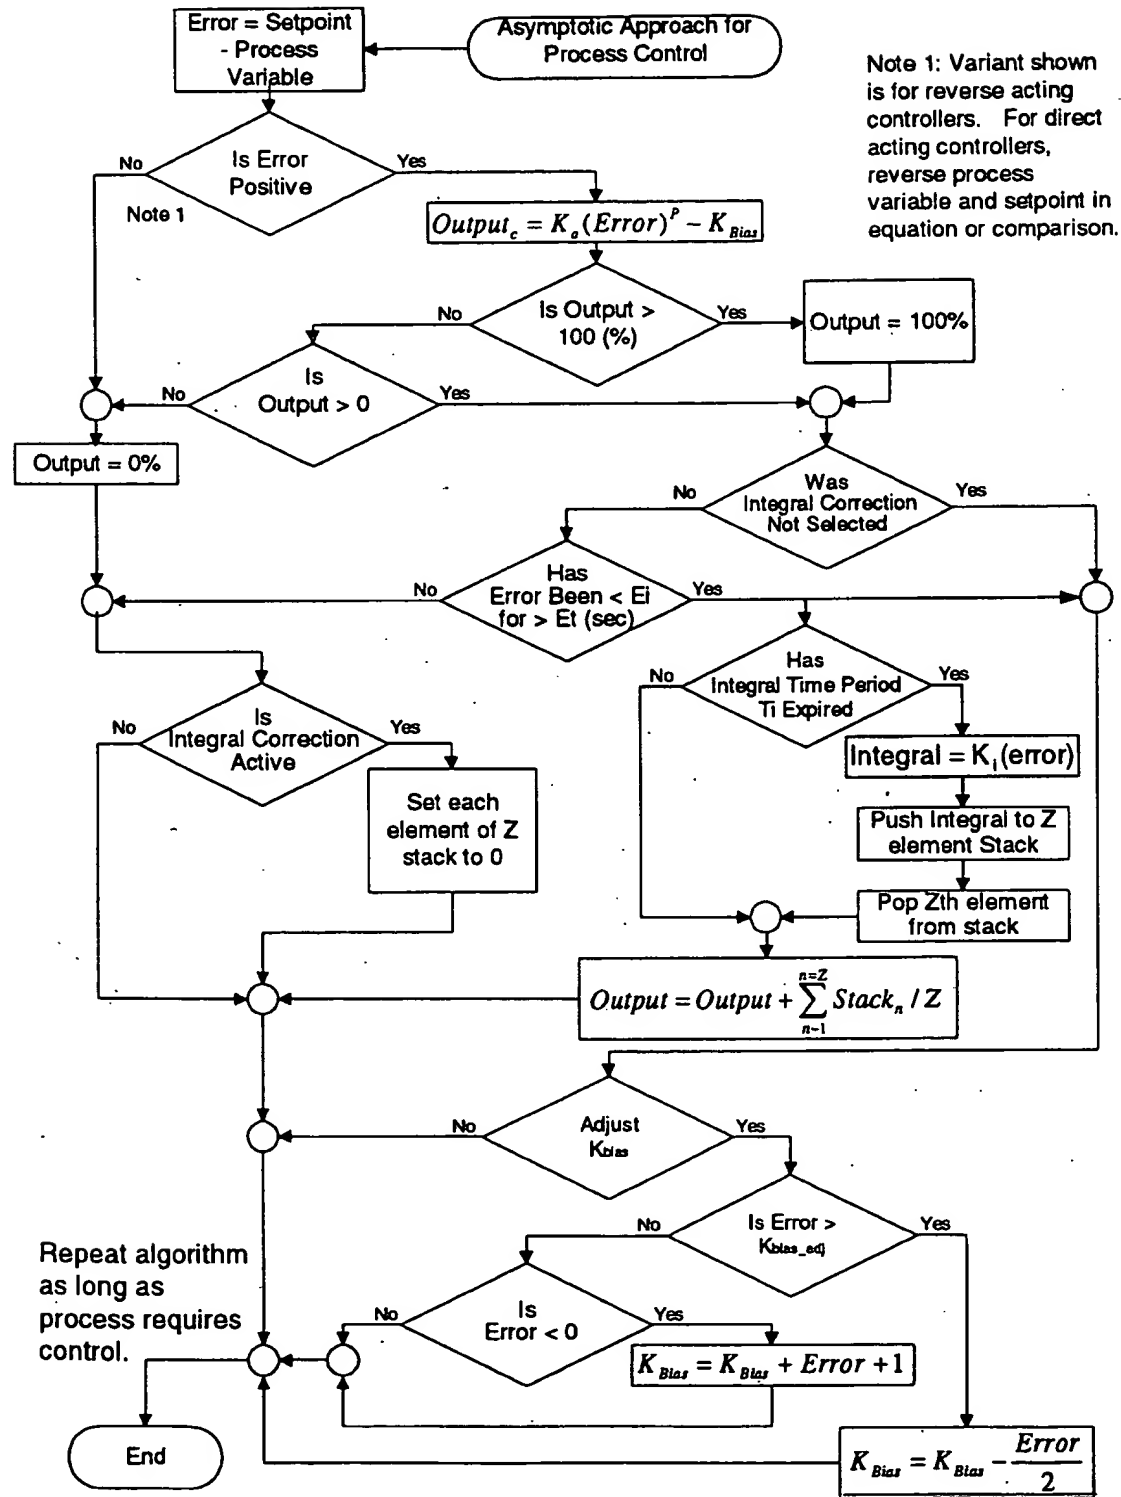 Error = Setpoint
- Process
Variable
Asymptotic Approach for
Process Control
Note 1: Variant shown
is for reverse acting
controllers. For direct
acting controllers,
reverse process
variable and setpoint in
equation or comparison.
No
Is Error
Positive
Yes
Note 1
Output_c = K_a (Error)^P - K_Bias
No
Is Output >
100 (%)
Yes
Output = 100%
No
Is
Output > 0
Yes
Output = 0%
No
Was
Integral Correction
Not Selected
Yes
No
Has
Error Been < Ei
for > Et (sec)
Yes
No
Has
Integral Time Period
Ti Expired
Yes
No
Is
Integral Correction
Active
Yes
Integral = K_i(error)
Set each
element of Z
stack to 0
Push Integral to Z
element Stack
Pop Zth element
from stack
Output = Output + ∑_{n-1}^{n=Z} Stack_n / Z
No
Adjust
Kbias
Yes
No
Is Error >
Kbias_adj
Yes
Repeat algorithm
as long as
process requires
control.
No
Is
Error < 0
Yes
K_Bias = K_Bias + Error + 1
End
K_Bias = K_Bias - Error/2